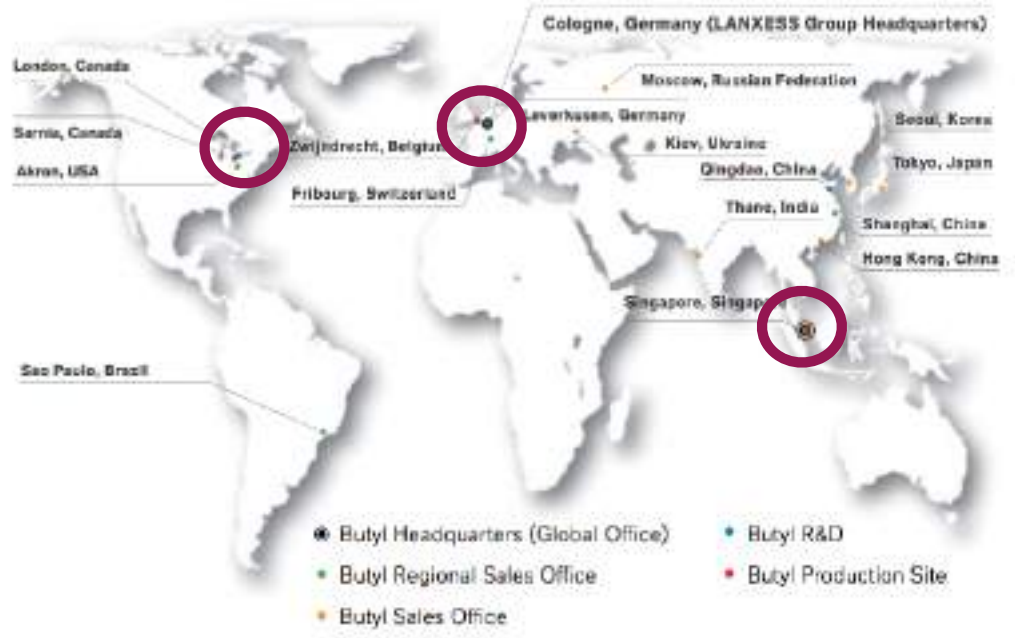 Cologne, Germany (LANXESS Group Headquarters)
London, Canada
Moscow, Russian Federation
Sarnia, Canada
Leverkusen, Germany
Seoul, Korea
Zwijndrecht, Belgium
Kiev, Ukraine
Akron, USA
Qingdao, China
Tokyo, Japan
Fribourg, Switzerland
Thane, India
Shanghai, China
Hong Kong, China
Singapore, Singapore
Sao Paulo, Brazil
Butyl Headquarters (Global Office)
Butyl R&D
Butyl Regional Sales Office
Butyl Production Site
Butyl Sales Office